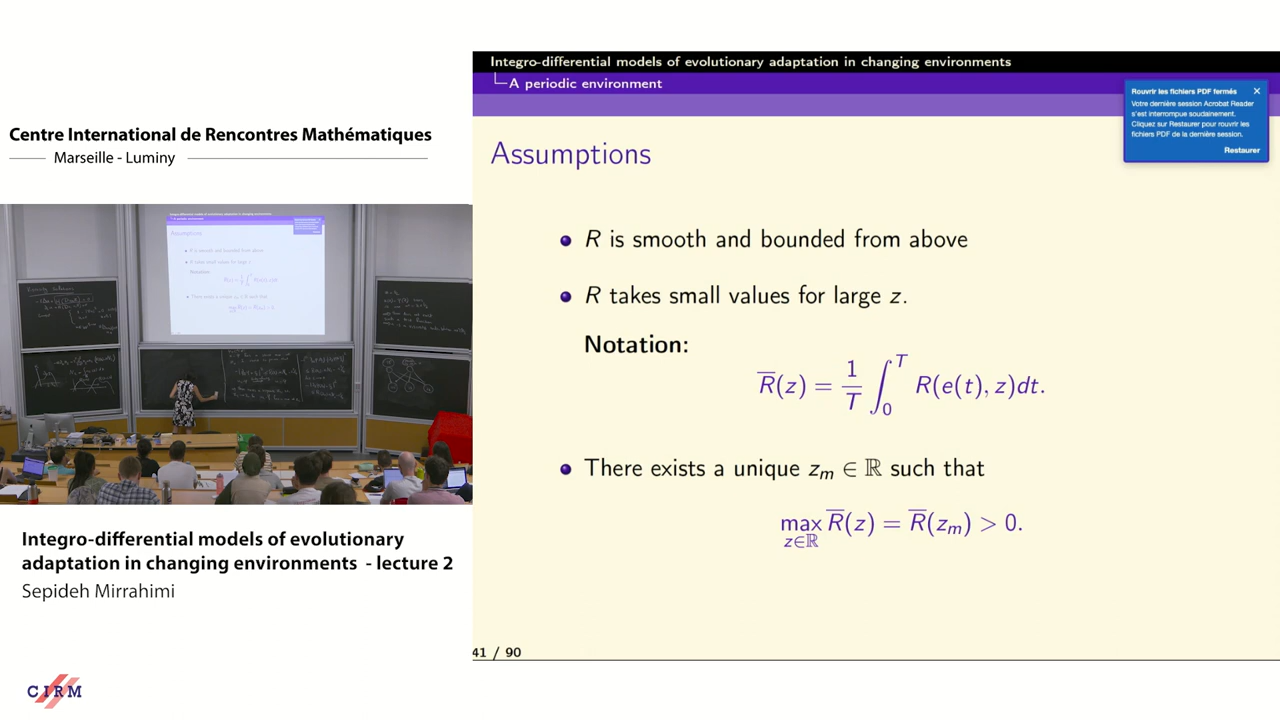 Centre International de Rencontres Mathématiques
Marseille - Luminy
Integro-differential models of evolutionary
adaptation in changing environments - lecture 2
Sepideh Mirrahimi
CIRM
Integro-differential models of evolutionary adaptation in changing environments
A periodic environment
Rouvrir les fichiers PDF fermés
Votre dernière session Acrobat Reader
s'est interrompue soudainement.
Cliquez sur Restaurer pour rouvrir les
fichiers PDF de la dernière session.
Restaurer
Assumptions
• R is smooth and bounded from above
• R takes small values for large z.
Notation:
R̅(z) = 1/T ∫₀ᵀ R(e(t), z)dt.
• There exists a unique zₘ ∈ ℝ such that
max_{z∈ℝ} R̅(z) = R̅(zₘ) > 0.
41 / 90